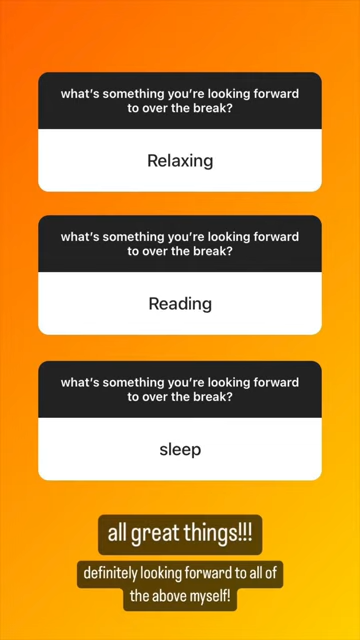 what's something you're looking forward
to over the break?
Relaxing
what's something you're looking forward
to over the break?
Reading
what's something you're looking forward
to over the break?
sleep
all great things!!!
definitely looking forward to all of
the above myself!